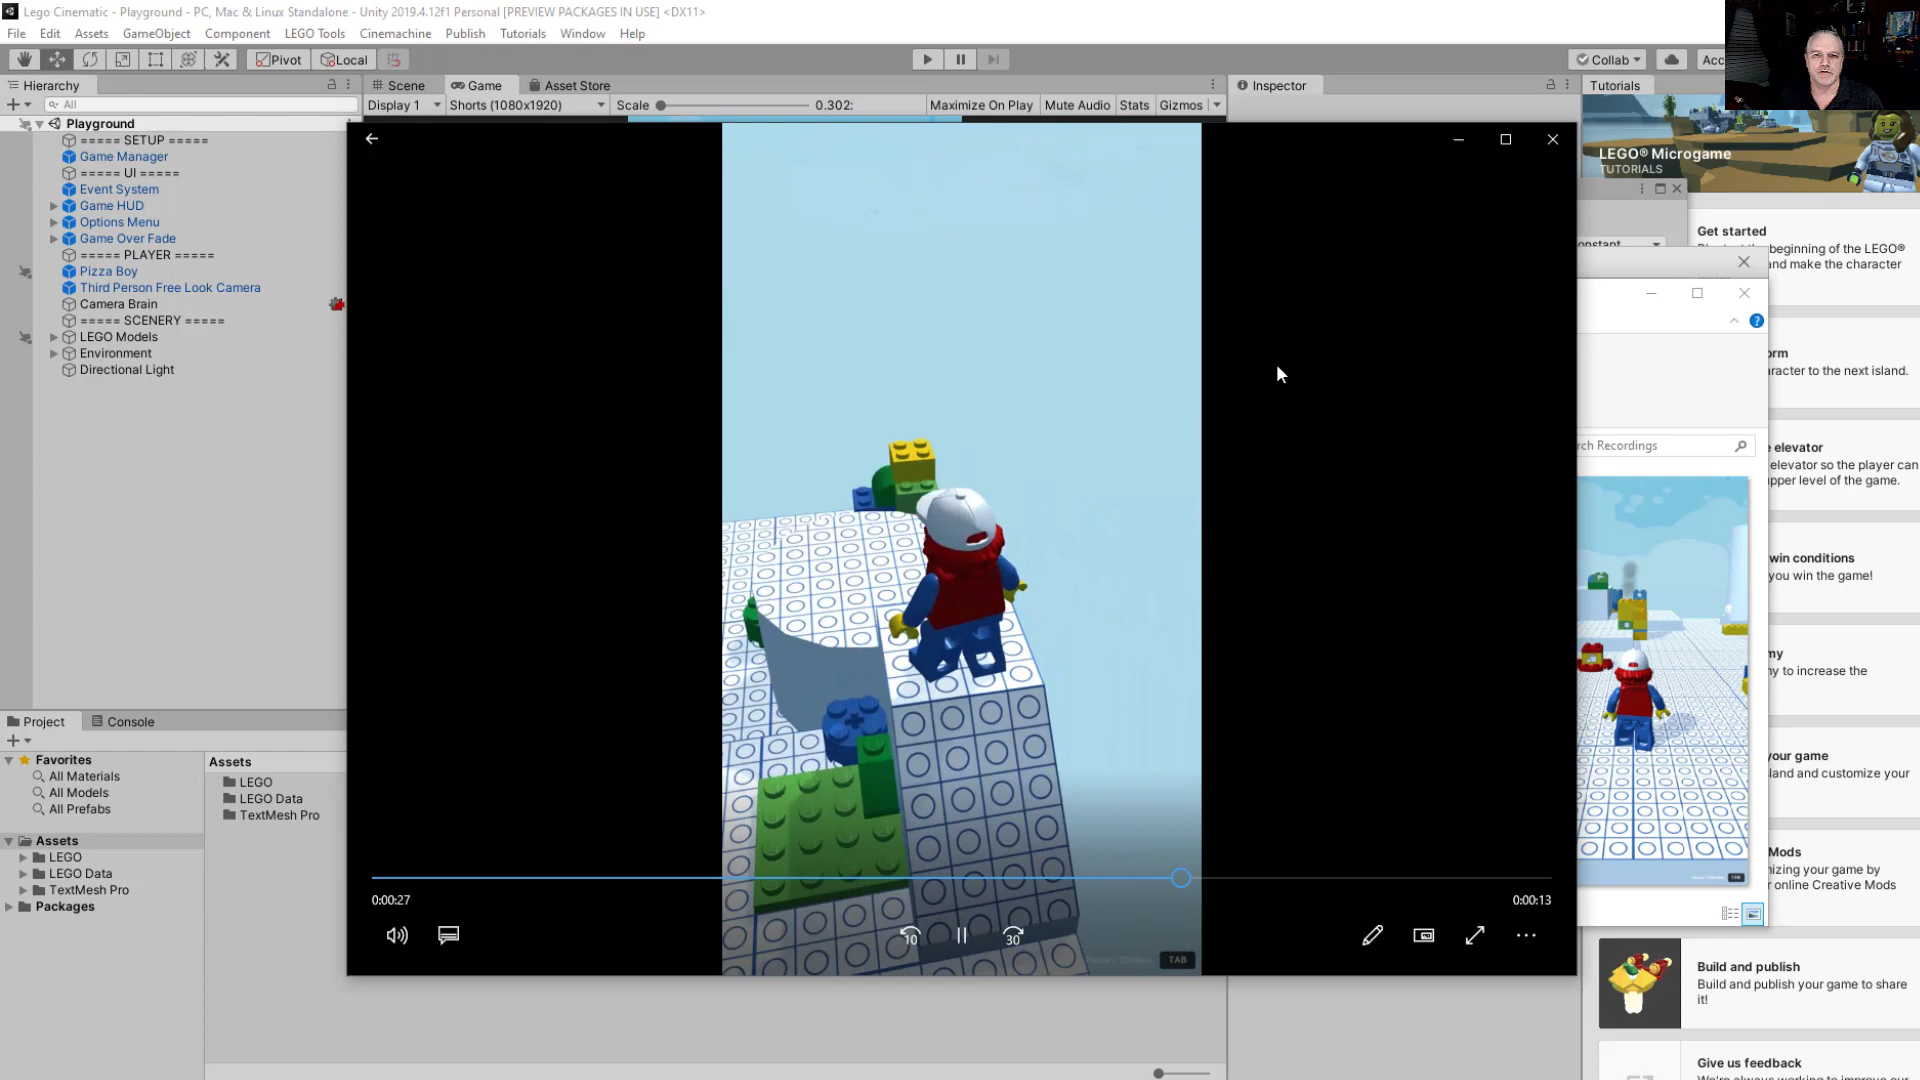 Lego Cinematic - Playground - PC, Mac & Linux Standalone - Unity 2019.4.12f1 Personal [PREVIEW PACKAGES IN USE] <DX11>
File Edit Assets GameObject Component LEGO Tools Cinemachine Publish Tutorials Window Help
Pivot Local Collab Acc
Hierarchy Scene Game Asset Store Inspector Tutorials
All Display 1 Shorts (1080x1920) Scale 0.302: Maximize On Play Mute Audio Stats Gizmos
Playground
===== SETUP =====
Game Manager
===== UI =====
Event System
Game HUD
Options Menu
Game Over Fade
===== PLAYER =====
Pizza Boy
Third Person Free Look Camera
Camera Brain
===== SCENERY =====
LEGO Models
Environment
Directional Light
LEGO® Microgame
TUTORIALS
Get started
beginning of the LEGO®
and make the character
racter to the next island.
rch Recordings
e elevator
elevator so the player can
pper level of the game.
win conditions
you win the game!
my
ny to increase the
your game
land and customize your
Mods
nizing your game by
r online Creative Mods
Build and publish
Build and publish your game to share
it!
Give us feedback
0:00:27
0:00:13
10
30
TAB
Project Console
Favorites
All Materials
All Models
All Prefabs
Assets
LEGO
LEGO Data
TextMesh Pro
Packages
Assets
LEGO
LEGO Data
TextMesh Pro